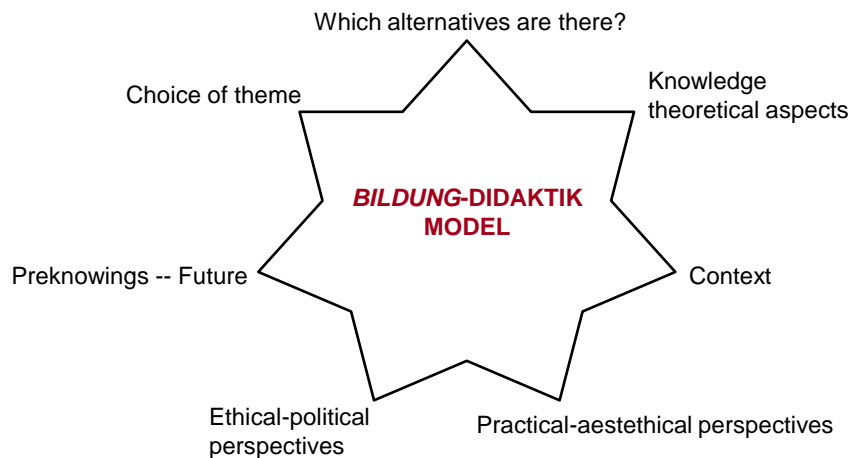 Which alternatives are there?
Choice of theme
Knowledge
theoretical aspects
BILDUNG-DIDAKTIK
MODEL
Preknowings -- Future
Context
Ethical-political
perspectives
Practical-aestethical perspectives